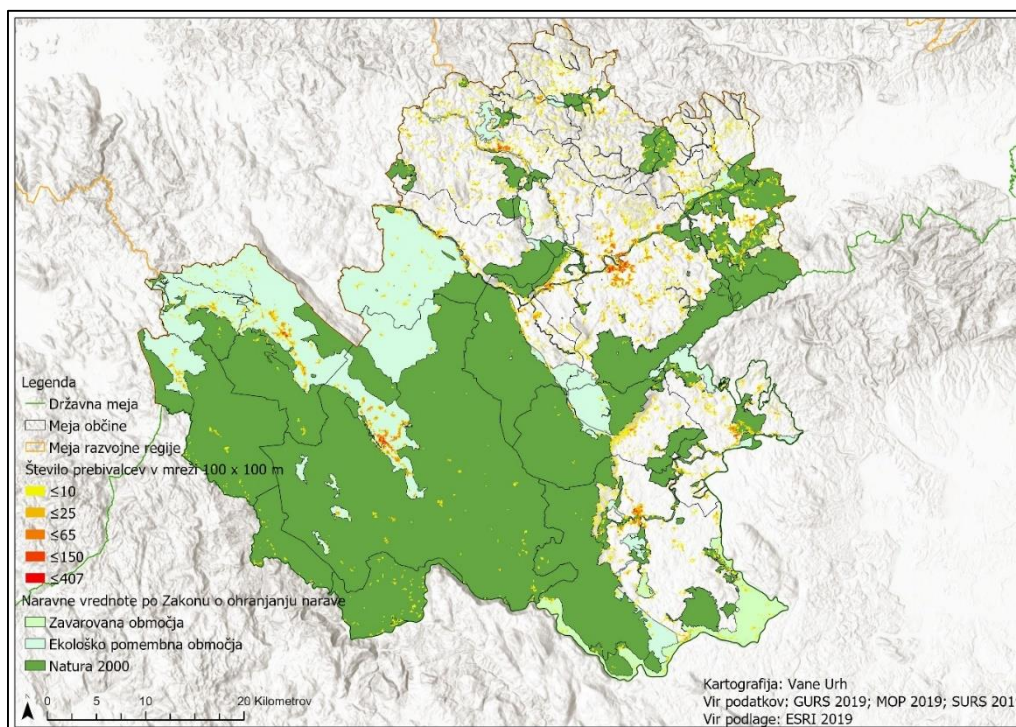 Legenda
Državna meja
Meja občine
Meja razvojne regije
Število prebivalcev v mreži 100 x 100 m
≤10
≤25
≤65
≤150
≤407
Naravne vrednote po Zakonu o ohranjanju narave
Zavarovana območja
Ekološko pomembna območja
Natura 2000
N
0 5 10 20 Kilometrov
Kartografija: Vane Urh
Vir podatkov: GURS 2019; MOP 2019; SURS 201
Vir podlage: ESRI 2019